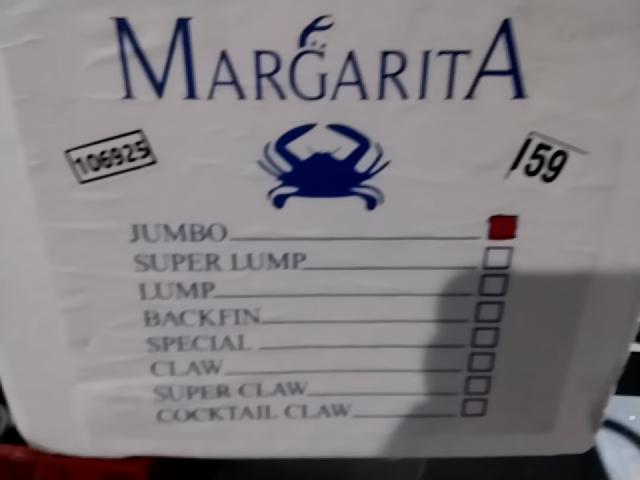 MARGARITA
106925
159
JUMBO
SUPER LUMP
LUMP
BACKFIN
SPECIAL
CLAW
SUPER CLAW
COCKTAIL CLAW